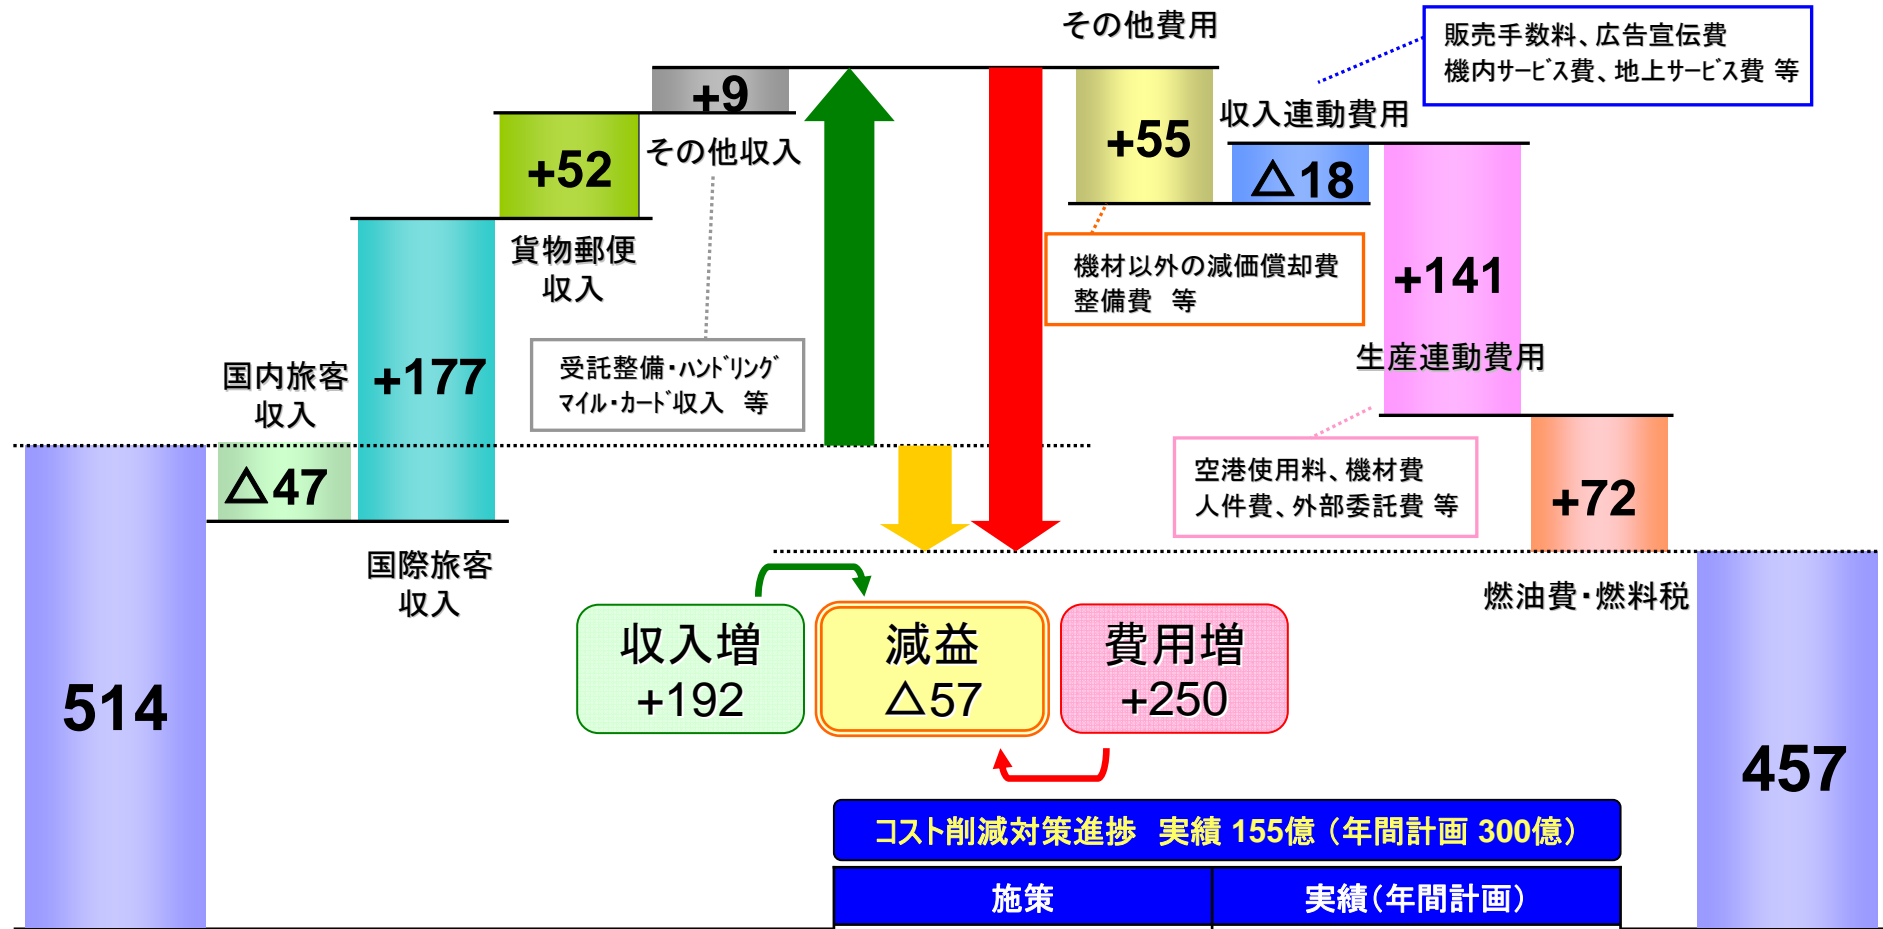 その他費用
販売手数料、広告宣伝費
機内ｻｰﾋﾞｽ費、地上ｻｰﾋﾞｽ費 等
+9
収入連動費用
+55
その他収入
+52
△18
貨物郵便
収入
機材以外の減価償却費
整備費　等
+141
国内旅客
収入
+177
受託整備・ﾊﾝﾄﾞﾘﾝｸﾞ
ﾏｲﾙ・ｶｰﾄﾞ収入　等
生産連動費用
△47
空港使用料、機材費
人件費、外部委託費 等
+72
国際旅客
収入
燃油費・燃料税
収入増
+192
減益
△57
費用増
+250
514
457
コスト削減対策進捗　実績 155億（年間計画 300億）
施策
実績（年間計画）